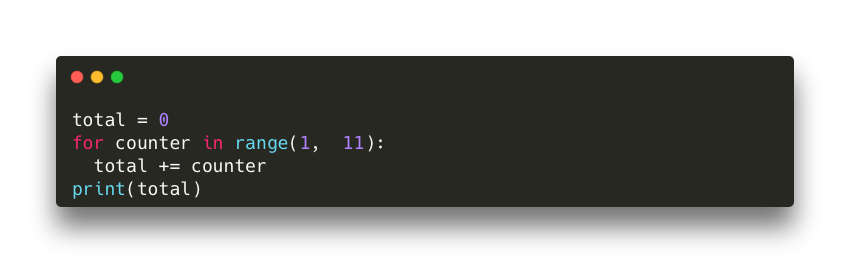 total = 0
for counter in range(1,  11):
  total += counter
print(total)